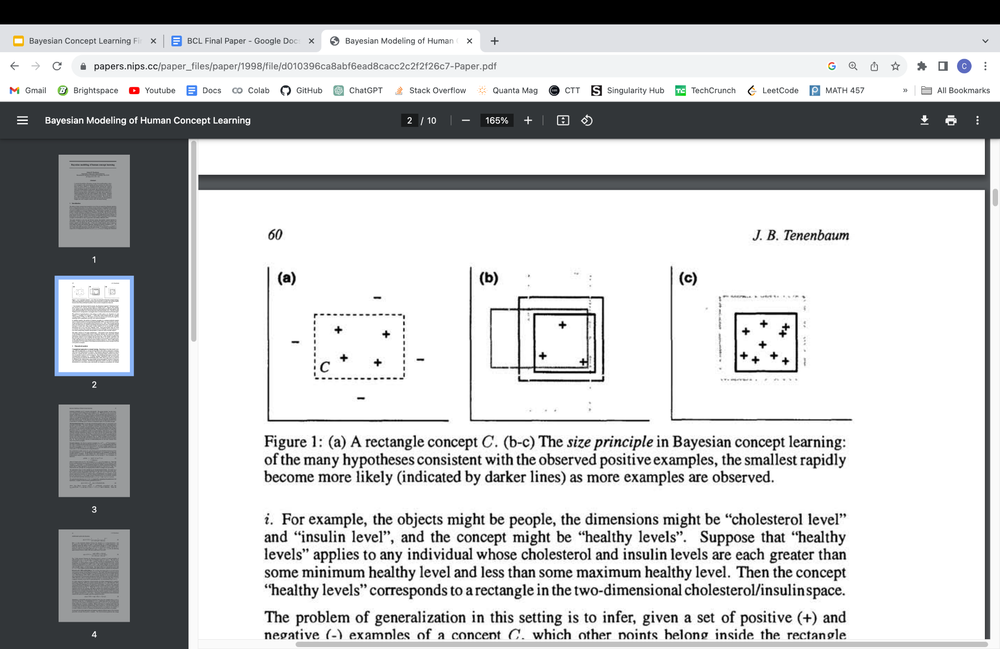 Bayesian Concept Learning Fi
BCL Final Paper - Google Docs
Bayesian Modeling of Human
papers.nips.cc/paper_files/paper/1998/file/d010396ca8abf6ead8cacc2c2f2f26c7-Paper.pdf
C
Gmail
Brightspace
Youtube
Docs
Colab
GitHub
ChatGPT
Stack Overflow
Quanta Mag
CTT
Singularity Hub
TechCrunch
LeetCode
MATH 457
»
All Bookmarks
Bayesian Modeling of Human Concept Learning
2 / 10
165%
1
2
3
4
60
J. B. Tenenbaum
(a)
C
(b)
(c)
Figure 1: (a) A rectangle concept C. (b-c) The size principle in Bayesian concept learning:
of the many hypotheses consistent with the observed positive examples, the smallest rapidly
become more likely (indicated by darker lines) as more examples are observed.
i. For example, the objects might be people, the dimensions might be “cholesterol level”
and “insulin level”, and the concept might be “healthy levels”. Suppose that “healthy
levels” applies to any individual whose cholesterol and insulin levels are each greater than
some minimum healthy level and less than some maximum healthy level. Then the concept
“healthy levels” corresponds to a rectangle in the two-dimensional cholesterol/insulin space.
The problem of generalization in this setting is to infer, given a set of positive (+) and
negative (-) examples of a concept C, which other points belong inside the rectangle